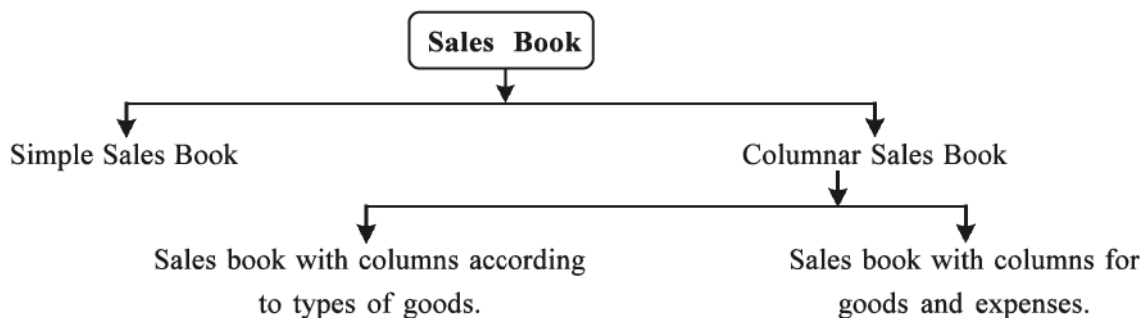 Sales Book
Simple Sales Book
Columnar Sales Book
Sales book with columns according
to types of goods.
Sales book with columns for
goods and expenses.